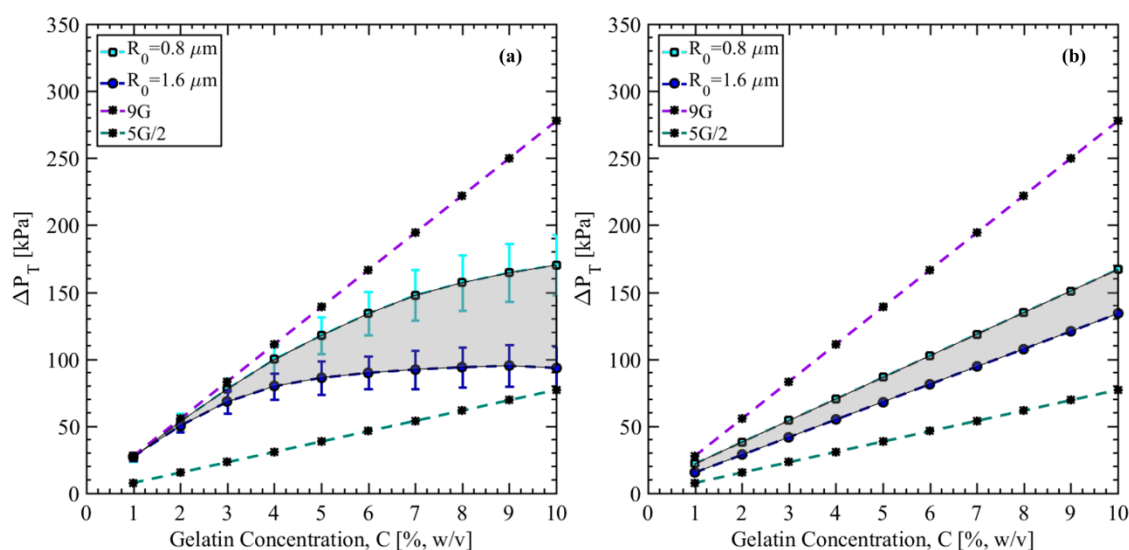 350
300
250
200
150
100
50
0
ΔP_T [kPa]
R_0=0.8 μm
R_0=1.6 μm
9G
5G/2
(a)
0 1 2 3 4 5 6 7 8 9 10
Gelatin Concentration, C [%, w/v]
350
300
250
200
150
100
50
0
ΔP_T [kPa]
R_0=0.8 μm
R_0=1.6 μm
9G
5G/2
(b)
0 1 2 3 4 5 6 7 8 9 10
Gelatin Concentration, C [%, w/v]